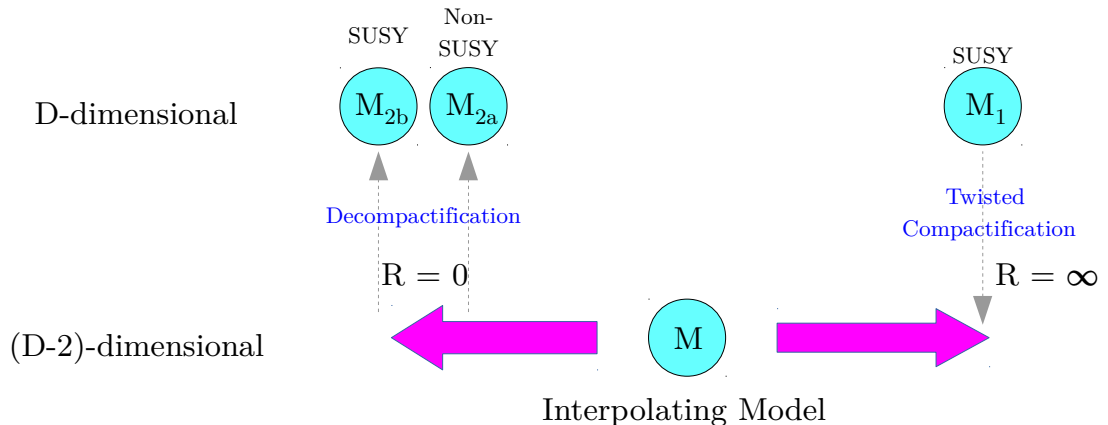 SUSY
Non-
SUSY
SUSY
D-dimensional
M2b
M2a
M1
Decompactification
Twisted
Compactification
R = 0
R = ∞
(D-2)-dimensional
M
Interpolating Model